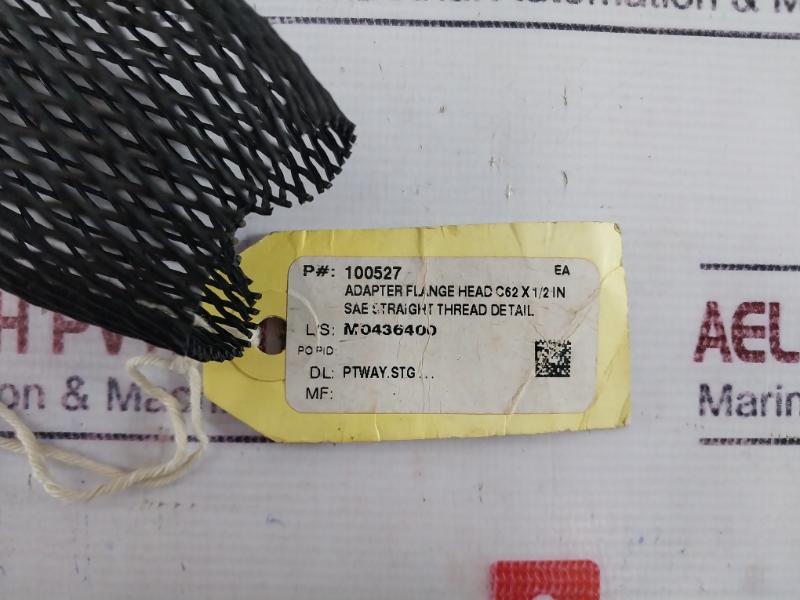 P#: 100527 EA
ADAPTER FLANGE HEAD C62 X 1/2 IN
SAE STRAIGHT THREAD DETAIL
L/S: M0436400
PO PID:
DL: PTWAY.STG...
MF:
AEL
Marin
on & Mach